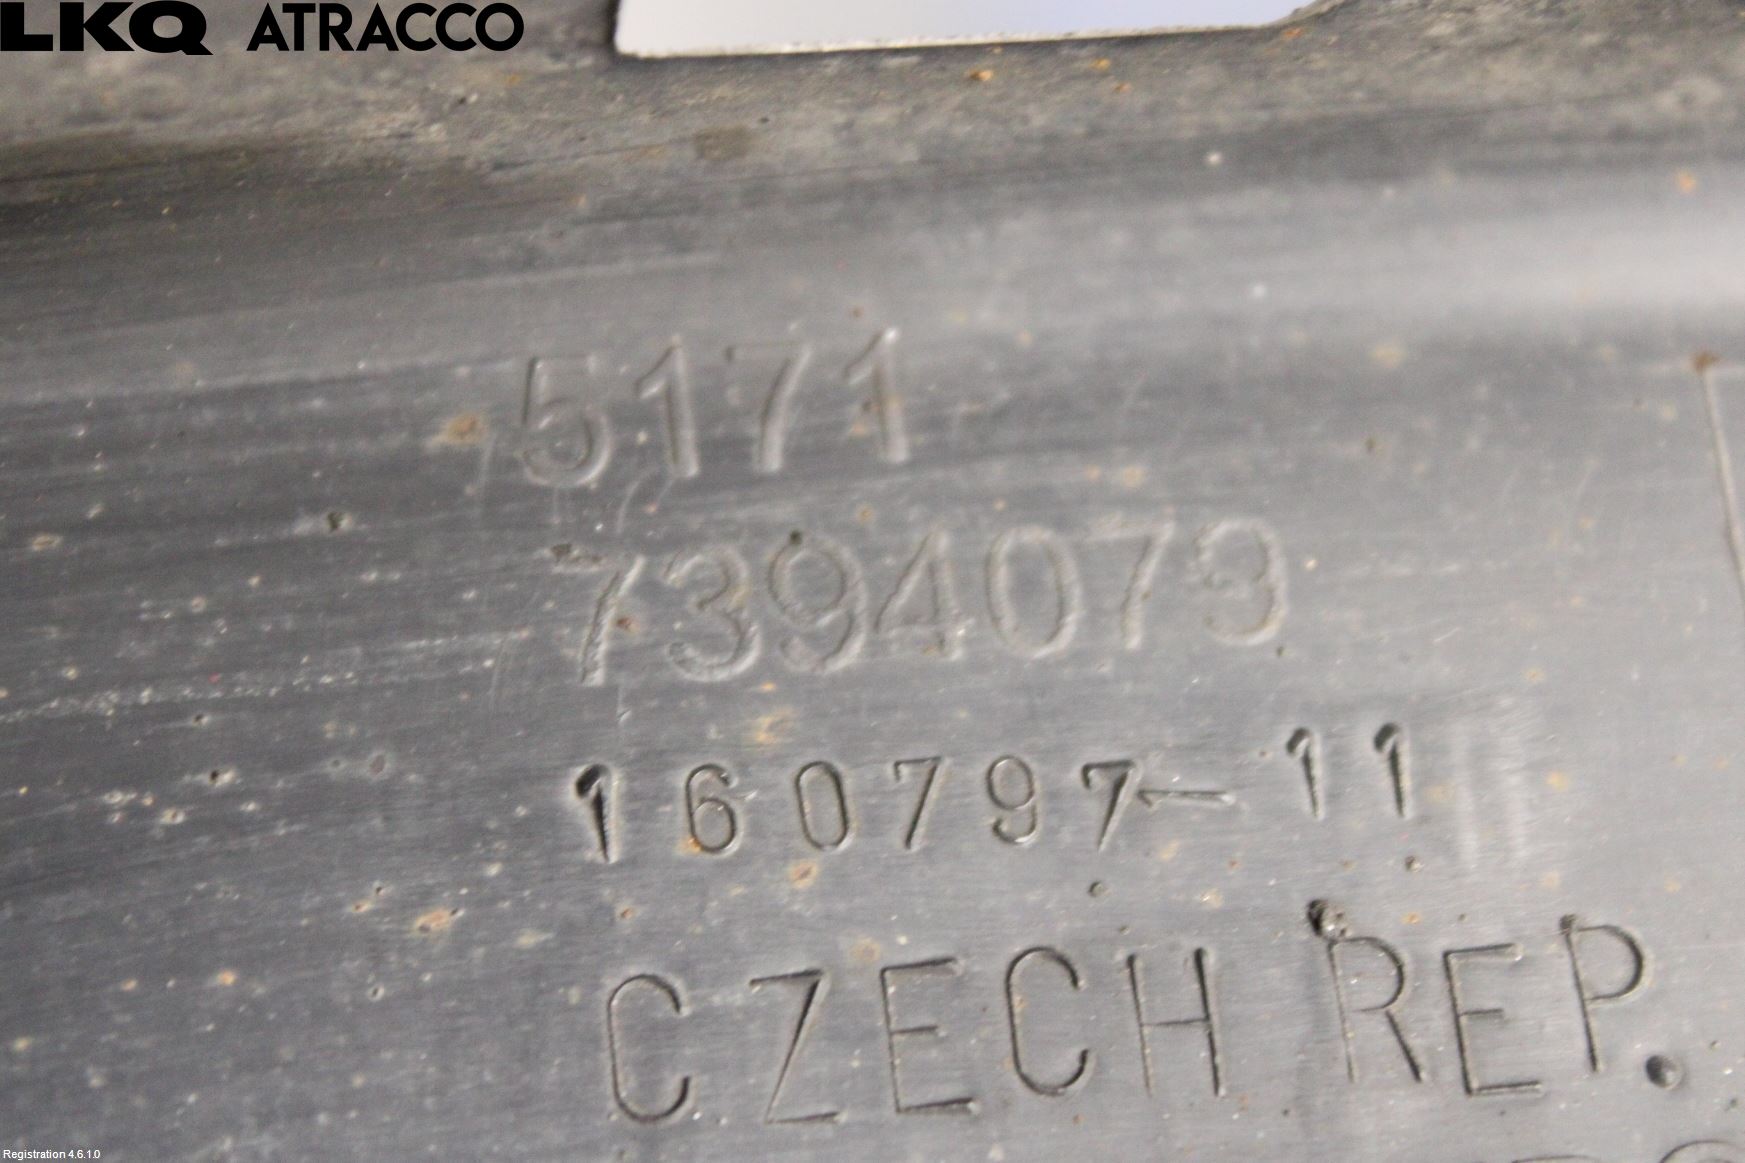 LKQ ATRACCO
5171
7394079
160797-11
CZECH REP.
Registration 4.6.1.0